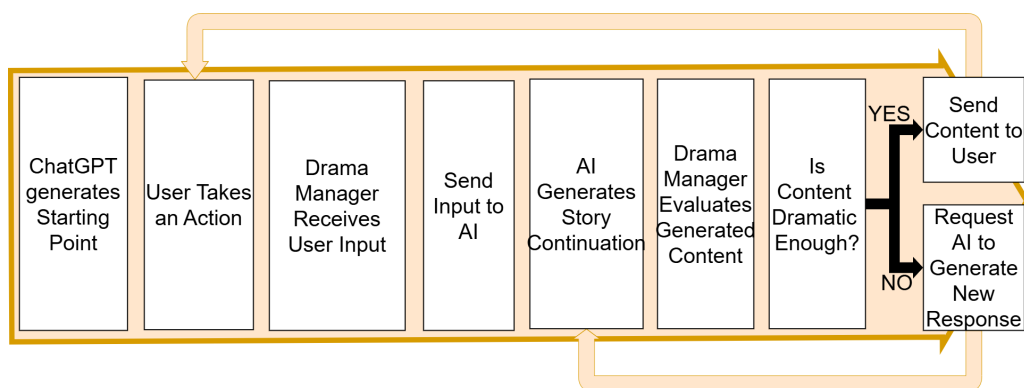 ChatGPT
generates
Starting
Point
User Takes
an Action
Drama
Manager
Receives
User Input
Send
Input to
AI
AI
Generates
Story
Continuation
Drama
Manager
Evaluates
Generated
Content
Is
Content
Dramatic
Enough?
YES
Send
Content to
User
NO
Request
AI to
Generate
New
Response